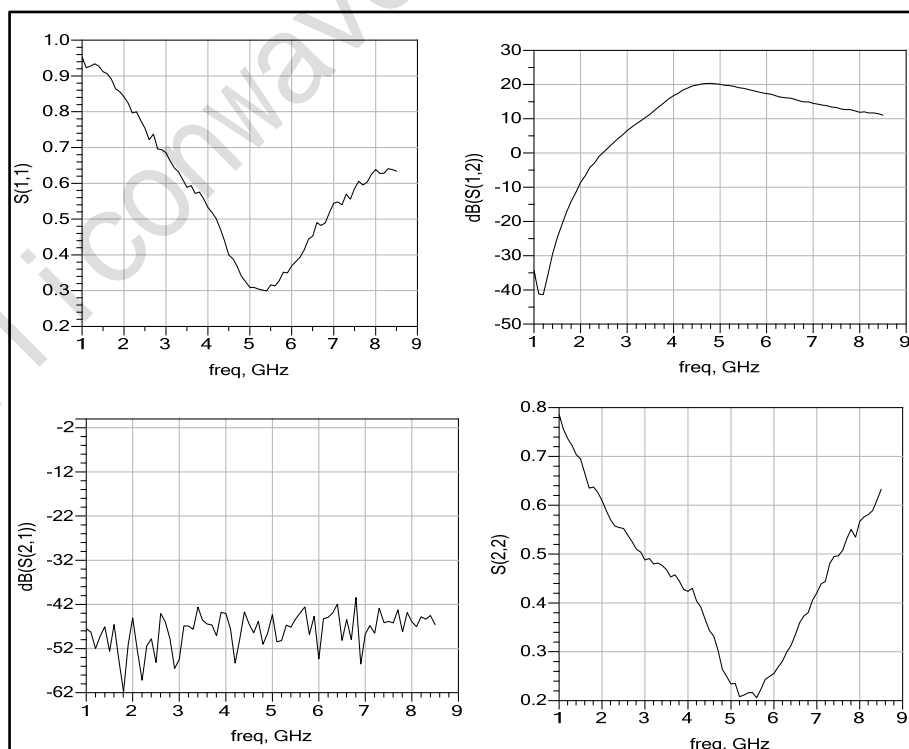 l iconwave
1.0
0.9
0.8
0.7
0.6
0.5
0.4
0.3
0.2
S(1,1)
1 2 3 4 5 6 7 8 9
freq, GHz
30
20
10
0
-10
-20
-30
-40
-50
dB(S(1,2))
1 2 3 4 5 6 7 8 9
freq, GHz
-2
-12
-22
-32
-42
-52
-62
dB(S(2,1))
1 2 3 4 5 6 7 8 9
freq, GHz
0.8
0.7
0.6
0.5
0.4
0.3
0.2
S(2,2)
1 2 3 4 5 6 7 8 9
freq, GHz